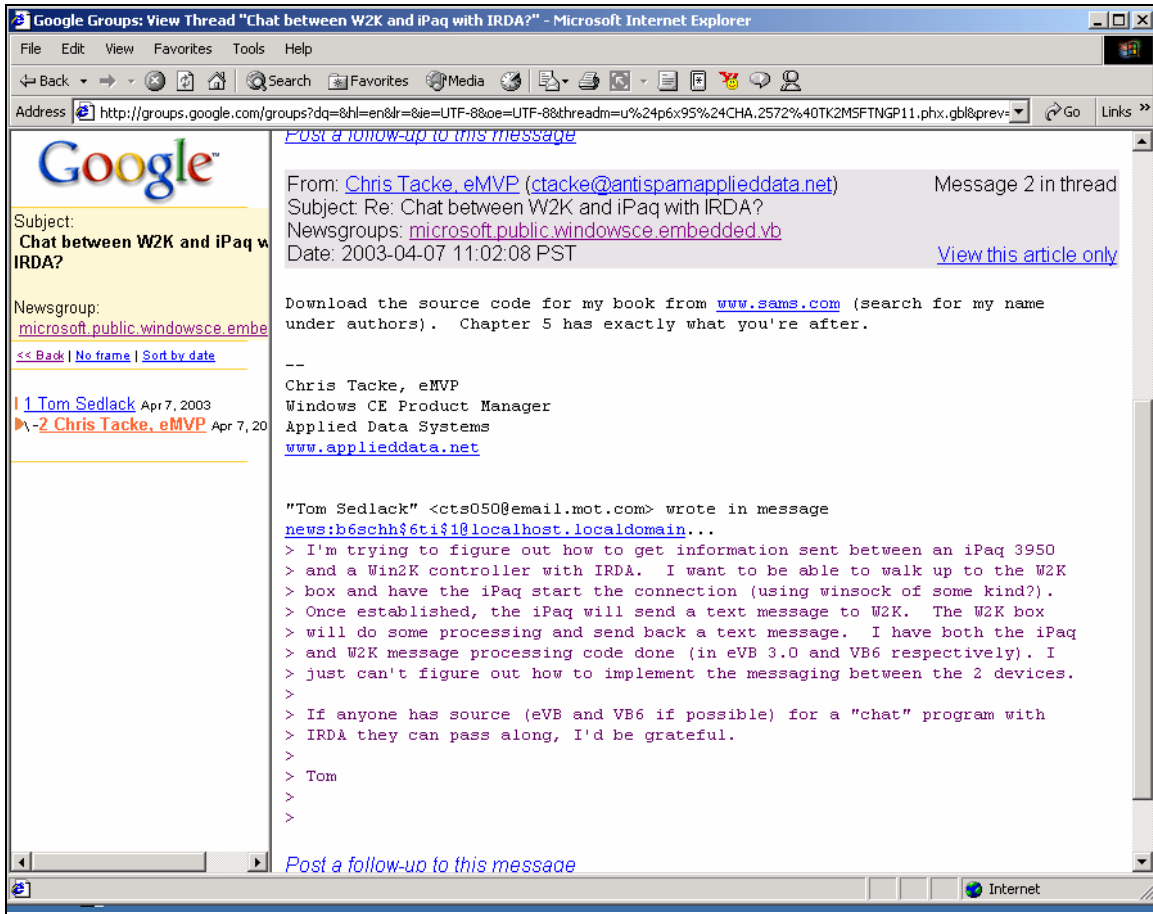 Google Groups: View Thread "Chat between W2K and iPaq with IRDA?" - Microsoft Internet Explorer
File Edit View Favorites Tools Help
Back Search Favorites Media
Address http://groups.google.com/groups?dq=&hl=en&lr=&ie=UTF-8&oe=UTF-8&threadm=u%24p6x95%24CHA.2572%40TK2MSFTNGP11.phx.gbl&prev= Go Links »
Google™
Subject:
Chat between W2K and iPaq w
IRDA?
Newsgroup:
microsoft.public.windowsce.embe
<< Back | No frame | Sort by date
1 Tom Sedlack Apr 7, 2003
\-2 Chris Tacke, eMVP Apr 7, 20
Post a follow-up to this message
From: Chris Tacke, eMVP (ctacke@antispamapplieddata.net) Message 2 in thread
Subject: Re: Chat between W2K and iPaq with IRDA?
Newsgroups: microsoft.public.windowsce.embedded.vb
Date: 2003-04-07 11:02:08 PST View this article only
Download the source code for my book from www.sams.com (search for my name
under authors). Chapter 5 has exactly what you're after.
--
Chris Tacke, eMVP
Windows CE Product Manager
Applied Data Systems
www.applieddata.net
"Tom Sedlack" <cts050@email.mot.com> wrote in message
news:b6schh$6ti$1@localhost.localdomain...
> I'm trying to figure out how to get information sent between an iPaq 3950
> and a Win2K controller with IRDA. I want to be able to walk up to the W2K
> box and have the iPaq start the connection (using winsock of some kind?).
> Once established, the iPaq will send a text message to W2K. The W2K box
> will do some processing and send back a text message. I have both the iPaq
> and W2K message processing code done (in eVB 3.0 and VB6 respectively). I
> just can't figure out how to implement the messaging between the 2 devices.
>
> If anyone has source (eVB and VB6 if possible) for a "chat" program with
> IRDA they can pass along, I'd be grateful.
>
> Tom
>
>
Post a follow-up to this message
Internet